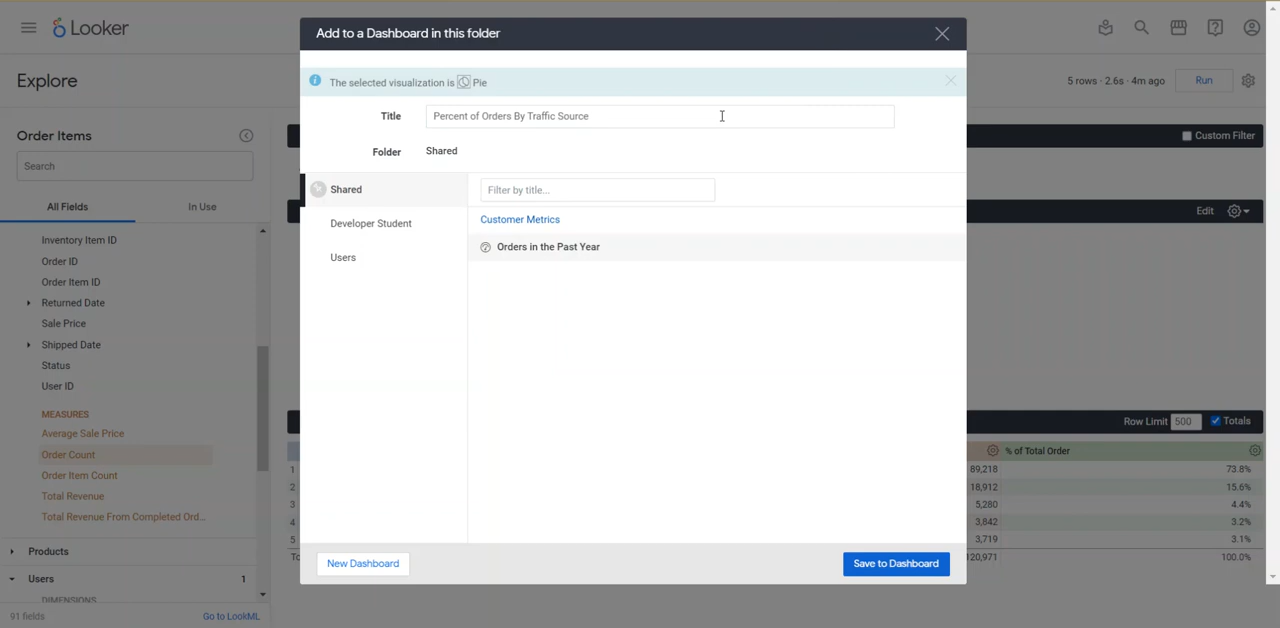 Looker
Add to a Dashboard in this folder
Explore
5 rows · 2.6s · 4m ago
Run
The selected visualization is Pie
Title
Percent of Orders By Traffic Source
Folder
Shared
Order Items
Search
All Fields
In Use
Inventory Item ID
Order ID
Order Item ID
Returned Date
Sale Price
Shipped Date
Status
User ID
MEASURES
Average Sale Price
Order Count
Order Item Count
Total Revenue
Total Revenue From Completed Ord...
Products
Users 1
DIMENSIONS
91 fields
Go to LookML
Shared
Developer Student
Users
Filter by title...
Customer Metrics
Orders in the Past Year
New Dashboard
Save to Dashboard
Custom Filter
Edit
Row Limit 500 Totals
% of Total Order
1 89,218 73.8%
2 18,912 15.6%
3 5,280 4.4%
4 3,842 3.2%
5 3,719 3.1%
To 120,971 100.0%